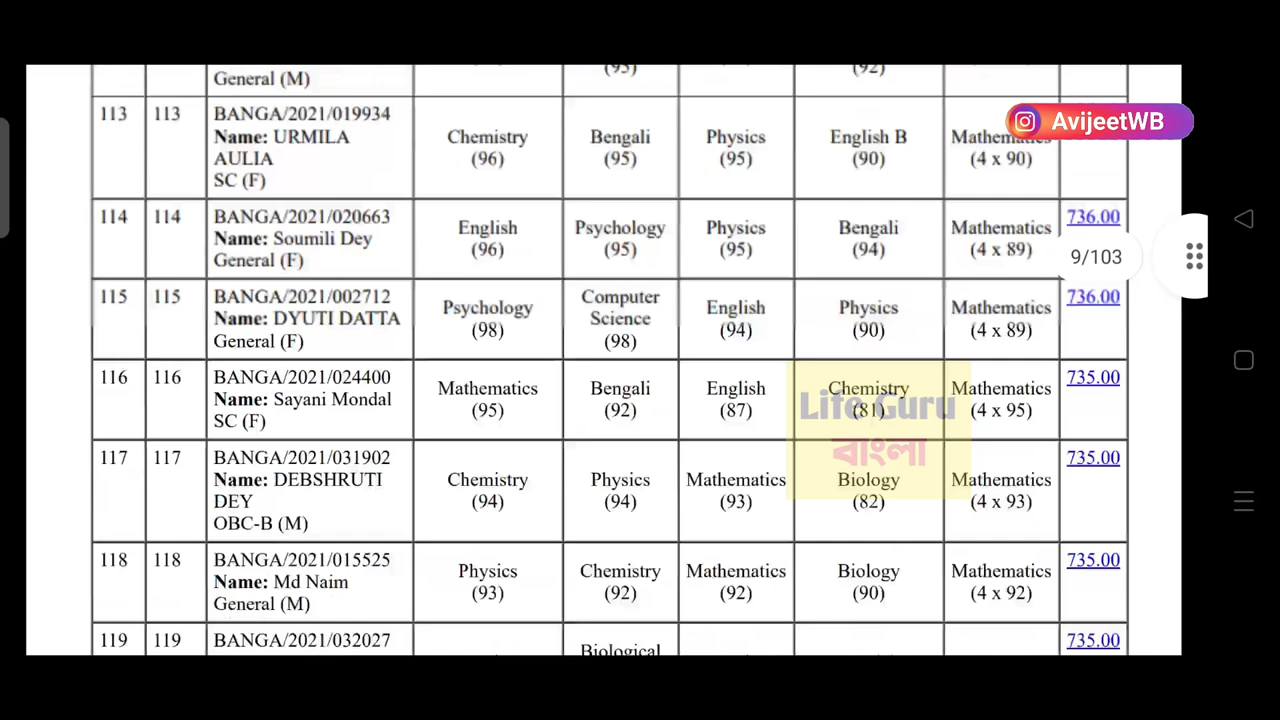 General (M)
(95)
(92)
113
113
BANGA/2021/019934
Name: URMILA
AULIA
SC (F)
Chemistry
(96)
Bengali
(95)
Physics
(95)
English B
(90)
Mathematics
(4 x 90)
AvijeetWB
114
114
BANGA/2021/020663
Name: Soumili Dey
General (F)
English
(96)
Psychology
(95)
Physics
(95)
Bengali
(94)
Mathematics
(4 x 89)
736.00
9/103
115
115
BANGA/2021/002712
Name: DYUTI DATTA
General (F)
Psychology
(98)
Computer
Science
(98)
English
(94)
Physics
(90)
Mathematics
(4 x 89)
736.00
116
116
BANGA/2021/024400
Name: Sayani Mondal
SC (F)
Mathematics
(95)
Bengali
(92)
English
(87)
Chemistry
(81)
Mathematics
(4 x 95)
735.00
Life Guru
বাংলা
117
117
BANGA/2021/031902
Name: DEBSHRUTI
DEY
OBC-B (M)
Chemistry
(94)
Physics
(94)
Mathematics
(93)
Biology
(82)
Mathematics
(4 x 93)
735.00
118
118
BANGA/2021/015525
Name: Md Naim
General (M)
Physics
(93)
Chemistry
(92)
Mathematics
(92)
Biology
(90)
Mathematics
(4 x 92)
735.00
119
119
BANGA/2021/032027
Biological
735.00